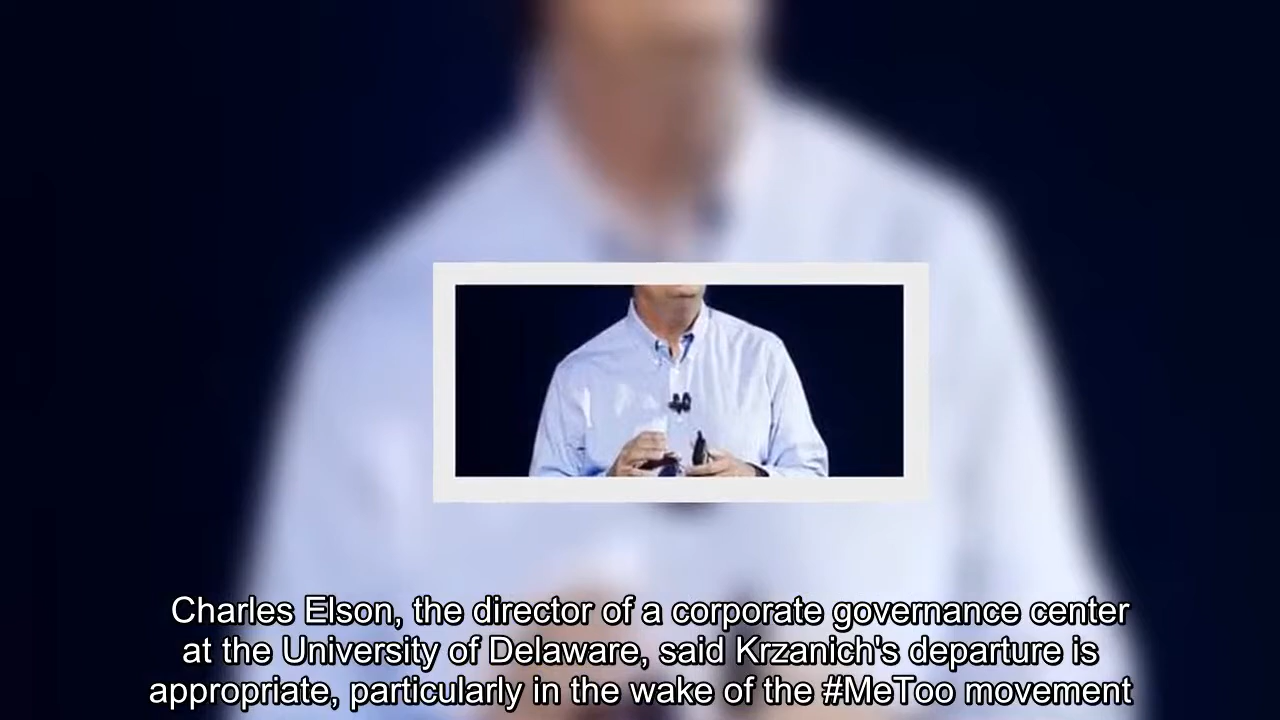 Charles Elson, the director of a corporate governance center
at the University of Delaware, said Krzanich's departure is
appropriate, particularly in the wake of the #MeToo movement